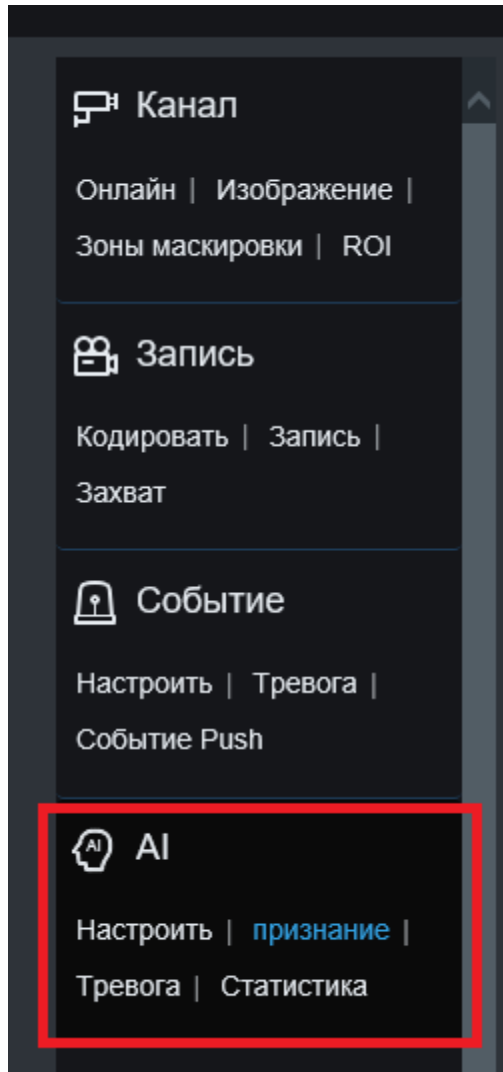 Канал
Онлайн | Изображение |
Зоны маскировки | ROI
Запись
Кодировать | Запись |
Захват
Событие
Настроить | Тревога |
Событие Push
AI AI
Настроить | признание |
Тревога | Статистика